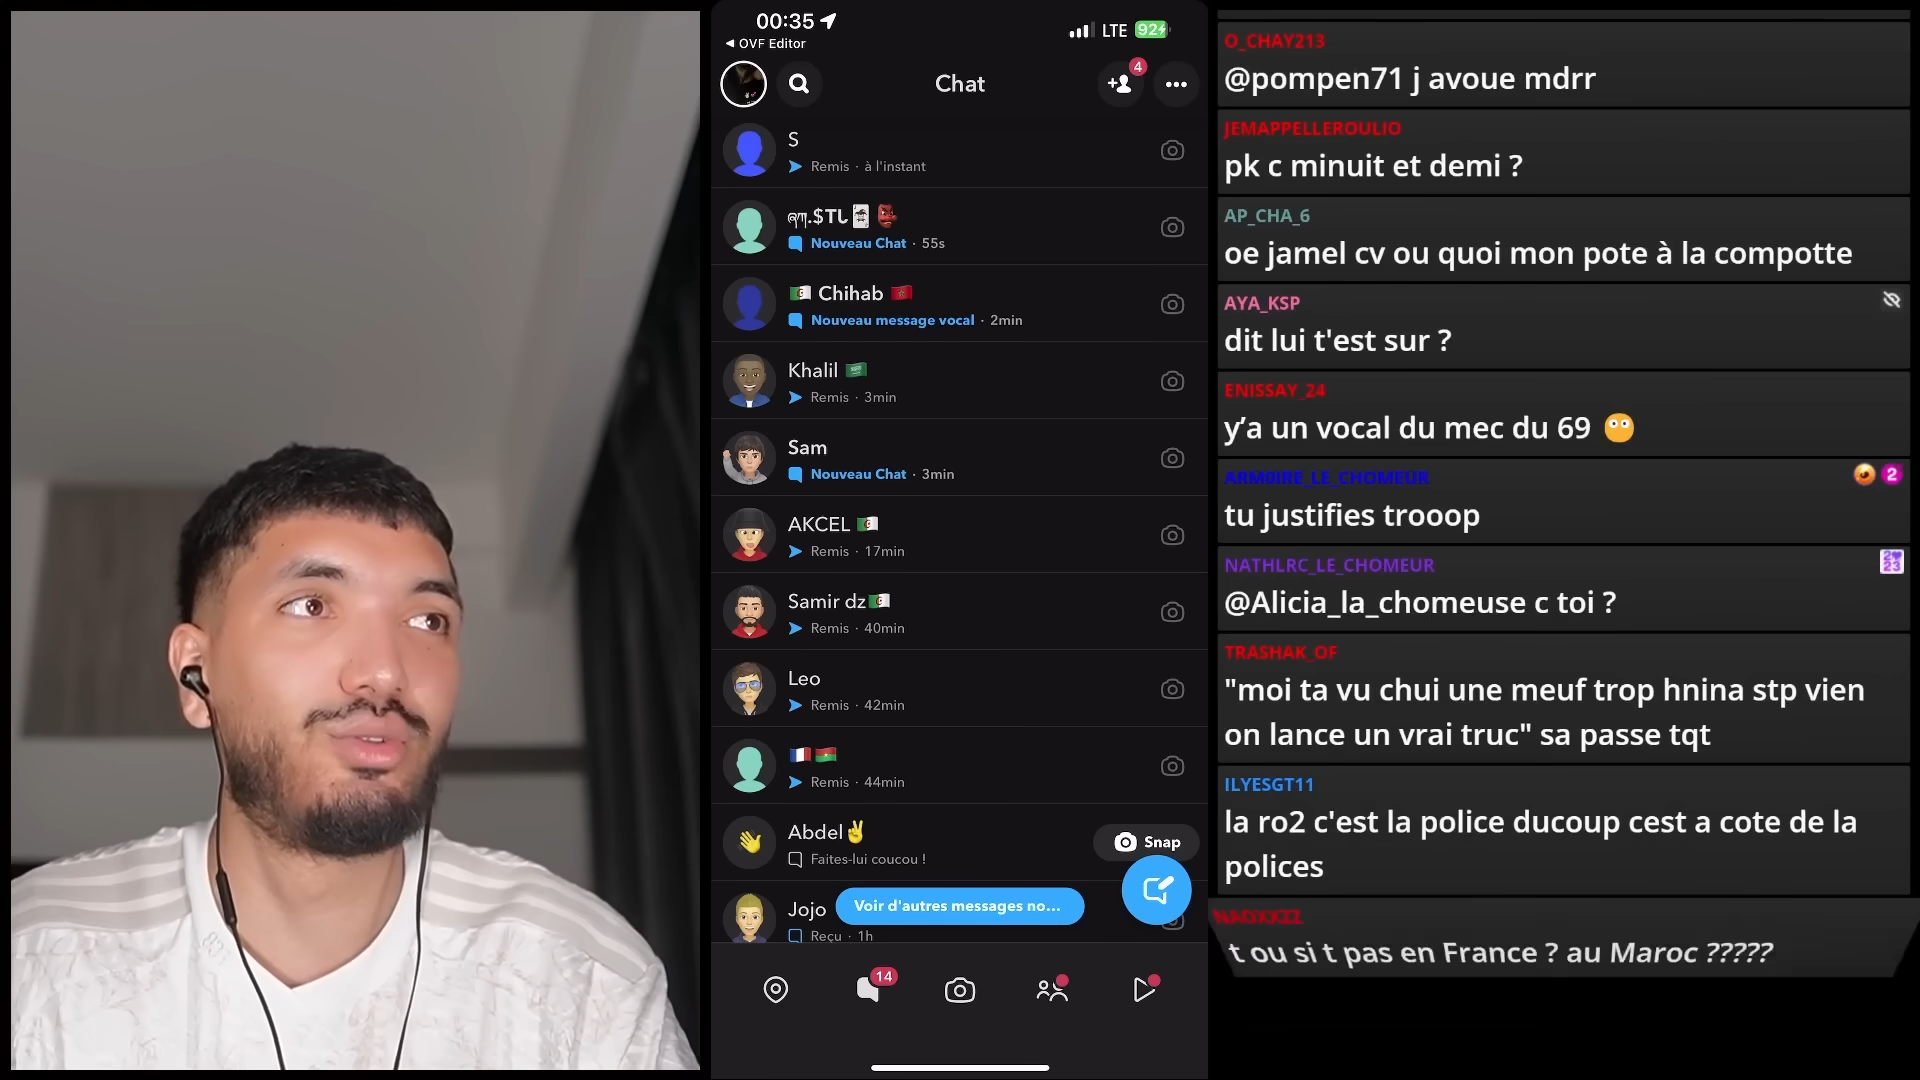 00:35
LTE
92
◀ OVF Editor
Chat
4
S
Remis · à l'instant
Nouveau Chat · 55s
🇩🇿 Chihab 🇲🇦
Nouveau message vocal · 2min
Khalil 🇸🇦
Remis · 3min
Sam
Nouveau Chat · 3min
AKCEL 🇩🇿
Remis · 17min
Samir dz🇩🇿
Remis · 40min
Leo
Remis · 42min
🇫🇷🇧🇫
Remis · 44min
Abdel✌️
Faites-lui coucou !
Snap
Jojo
Reçu · 1h
Voir d'autres messages no...
14
O_CHAY213
@pompen71 j avoue mdrr
JEMAPPELLEROULIO
pk c minuit et demi ?
AP_CHA_6
oe jamel cv ou quoi mon pote à la compotte
AYA_KSP
dit lui t'est sur ?
ENISSAY_24
y’a un vocal du mec du 69 😶
ARM0IRE_LE_CHOMEUR
2
tu justifies trooop
NATHLRC_LE_CHOMEUR
@Alicia_la_chomeuse c toi ?
TRASHAK_OF
"moi ta vu chui une meuf trop hnina stp vien
on lance un vrai truc" sa passe tqt
ILYESGT11
la ro2 c'est la police ducoup cest a cote de la
polices
t ou si t pas en France ? au Maroc ?????